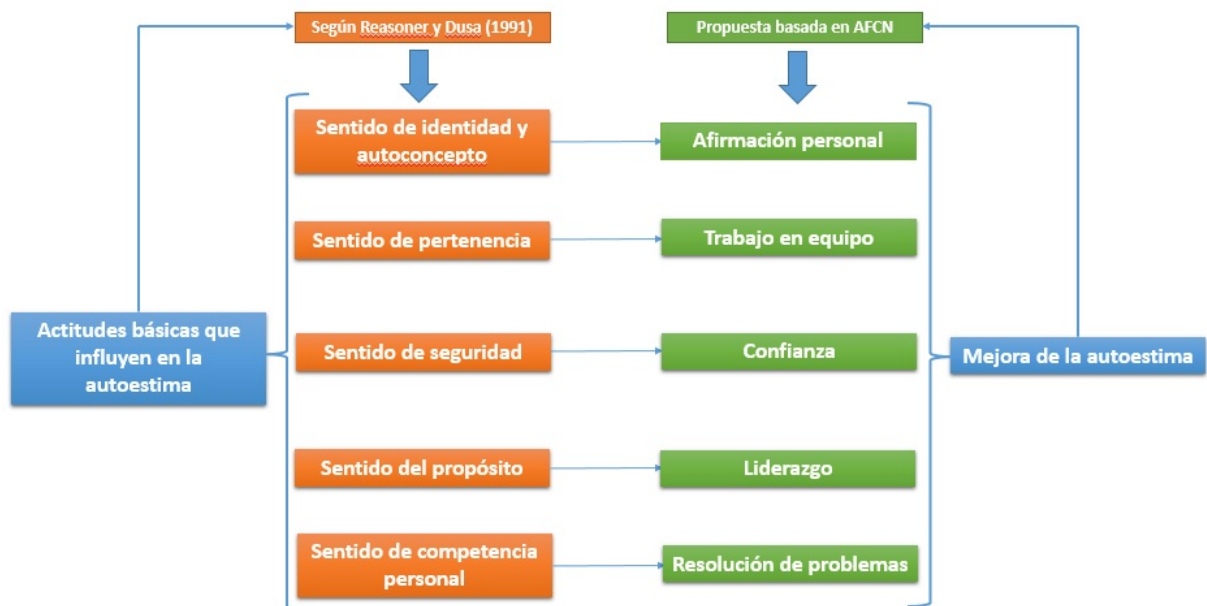 Según Reasoner y Dusa (1991)
Propuesta basada en AFCN
Sentido de identidad y
autoconcepto
Afirmación personal
Sentido de pertenencia
Trabajo en equipo
Actitudes básicas que
influyen en la
autoestima
Sentido de seguridad
Confianza
Mejora de la autoestima
Sentido del propósito
Liderazgo
Sentido de competencia
personal
Resolución de problemas